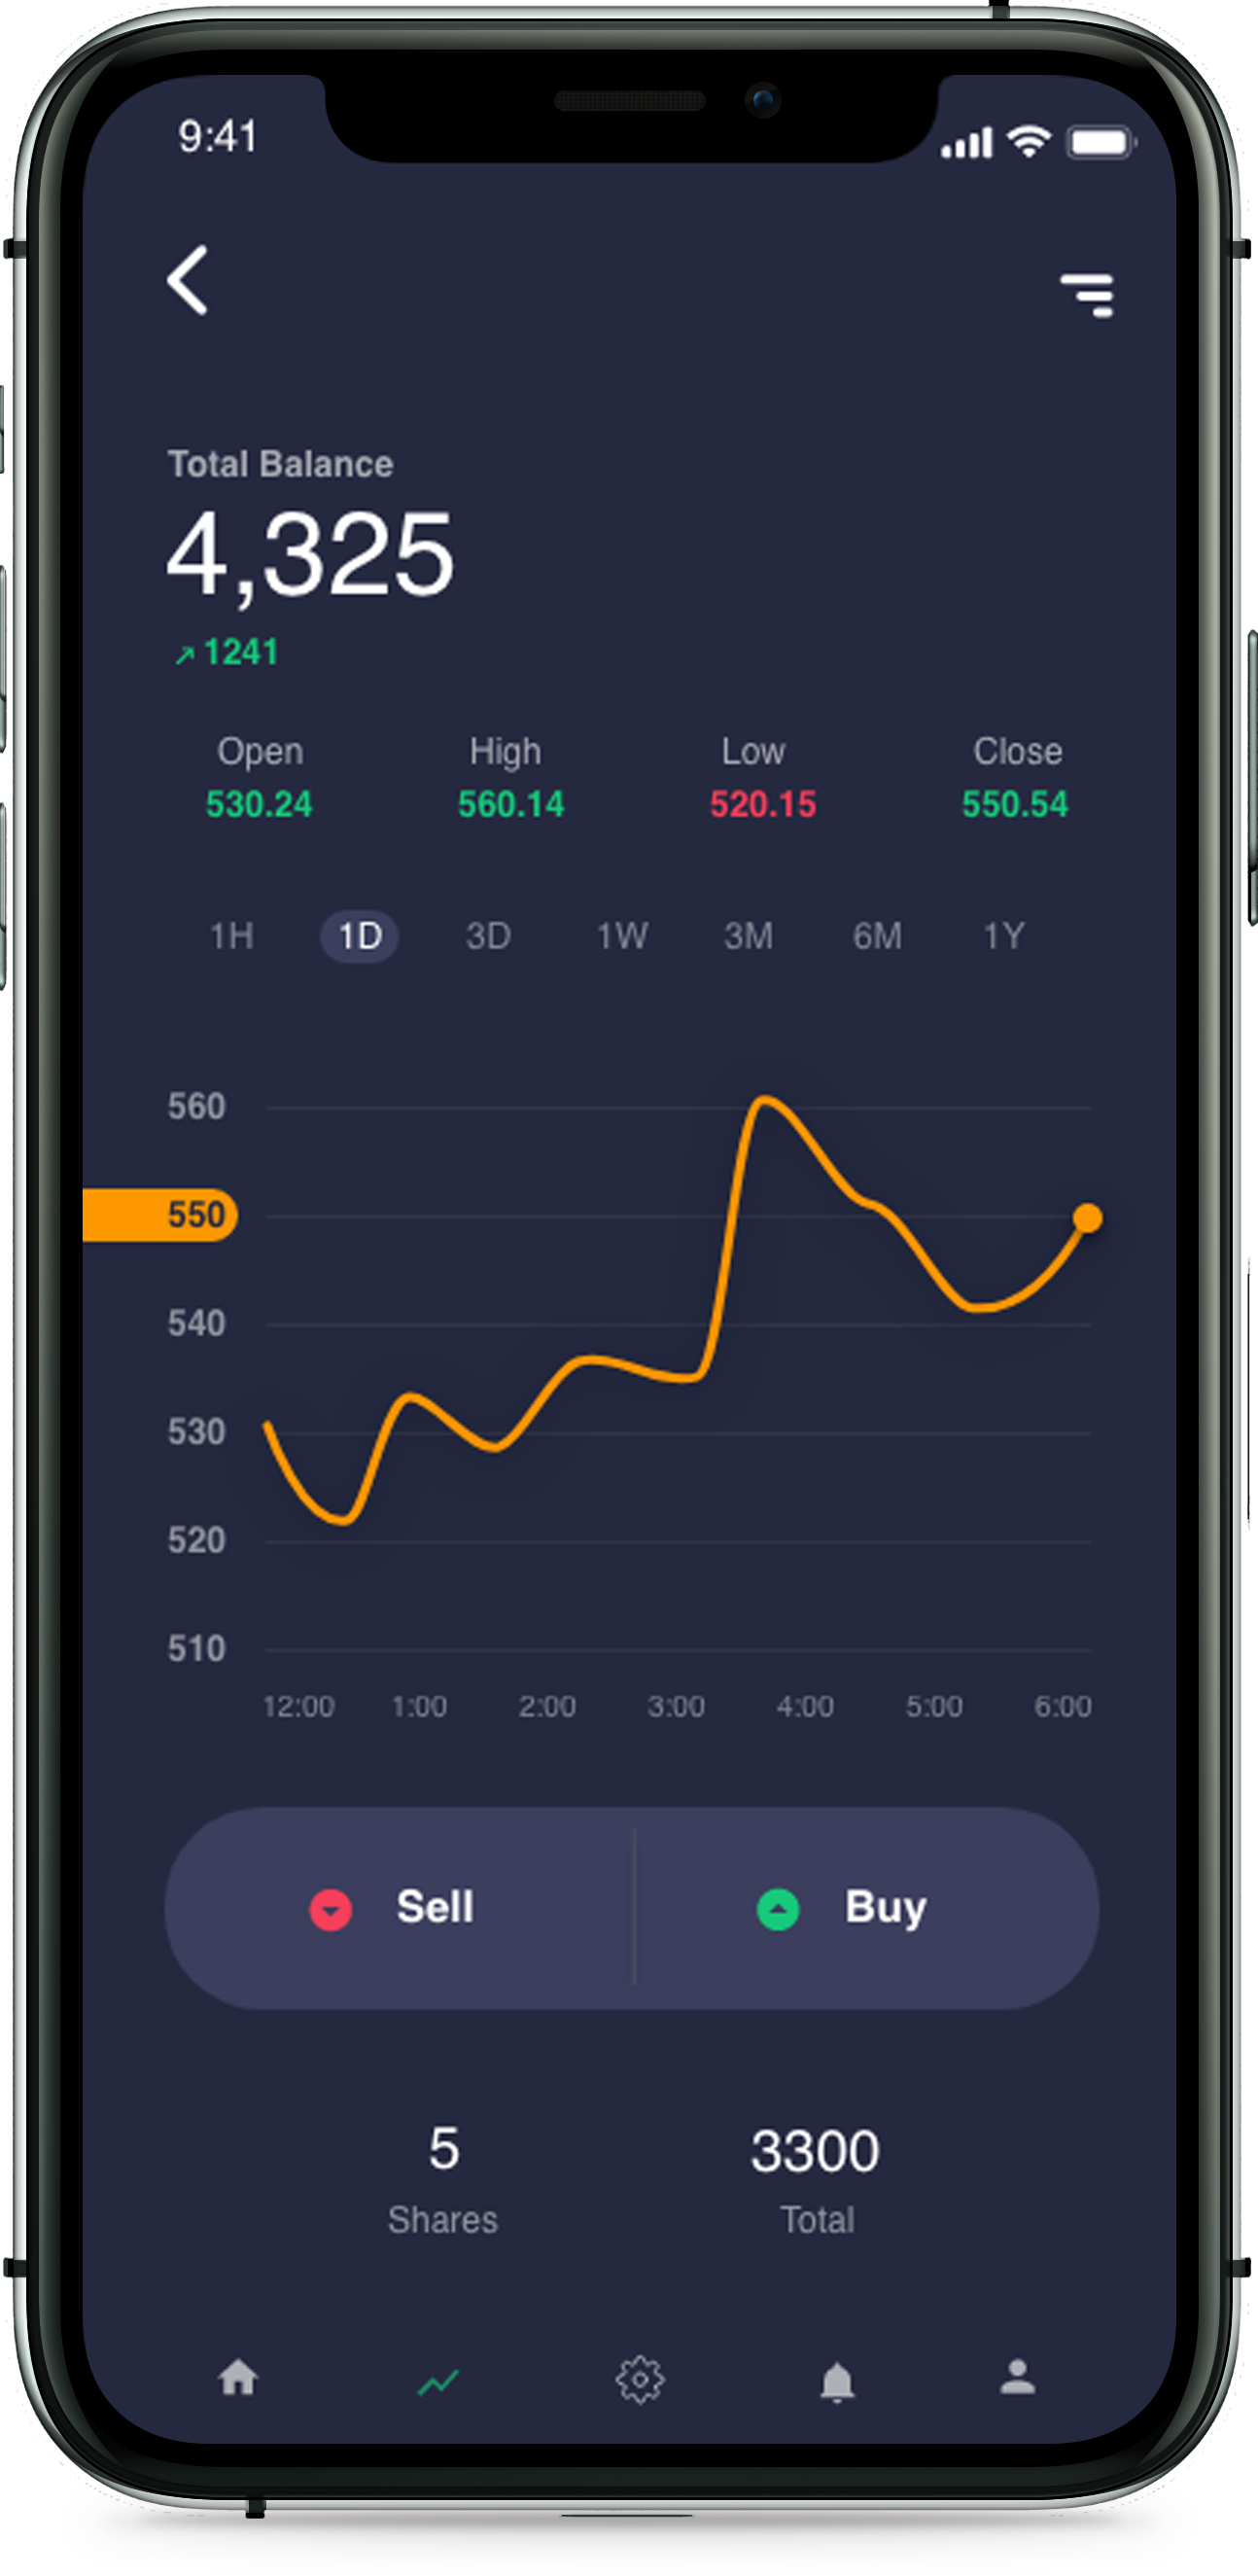 9:41
Total Balance
4,325
↗ 1241
Open High Low Close
530.24 560.14 520.15 550.54
1H 1D 3D 1W 3M 6M 1Y
560
550
540
530
520
510
12:00 1:00 2:00 3:00 4:00 5:00 6:00
Sell Buy
5 3300
Shares Total